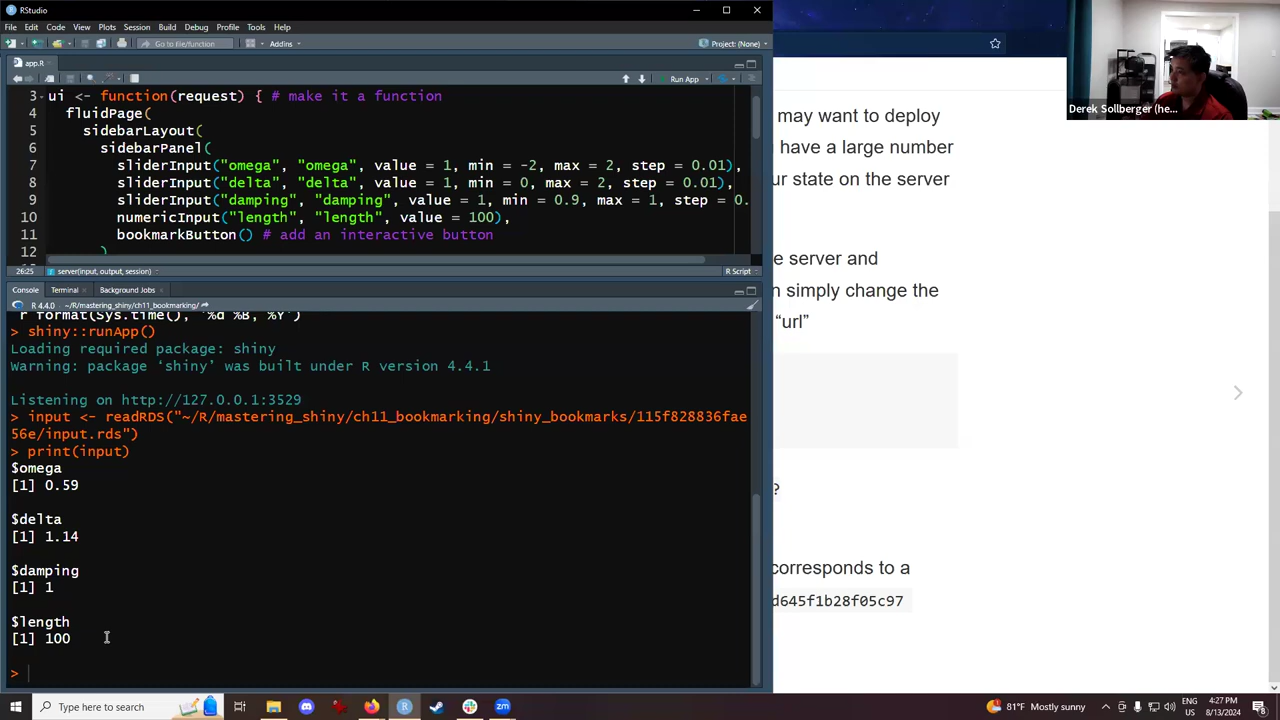 RStudio
File Edit Code View Plots Session Build Debug Profile Tools Help
Go to file/function
Addins
Project: (None)
app.R
Run App
3 ui <- function(request) { # make it a function
4 fluidPage(
5 sidebarLayout(
6 sidebarPanel(
7 sliderInput("omega", "omega", value = 1, min = -2, max = 2, step = 0.01),
8 sliderInput("delta", "delta", value = 1, min = 0, max = 2, step = 0.01),
9 sliderInput("damping", "damping", value = 1, min = 0.9, max = 1, step = 0.
10 numericInput("length", "length", value = 100),
11 bookmarkButton() # add an interactive button
12 )
26:25 server(input, output, session) R Script
Console Terminal Background Jobs
R 4.4.0 · ~/R/mastering_shiny/ch11_bookmarking/
r format(Sys.time(), '%d %B, %Y')
> shiny::runApp()
Loading required package: shiny
Warning: package ‘shiny’ was built under R version 4.4.1
Listening on http://127.0.0.1:3529
> input <- readRDS("~/R/mastering_shiny/ch11_bookmarking/shiny_bookmarks/115f828836fae
56e/input.rds")
> print(input)
$omega
[1] 0.59
$delta
[1] 1.14
$damping
[1] 1
$length
[1] 100
>
may want to deploy
have a large number
ur state on the server
e server and
n simply change the
“url”
?
corresponds to a
d645f1b28f05c97
Derek Sollberger (he...
Type here to search
81°F Mostly sunny
ENG
US
4:27 PM
8/13/2024
8